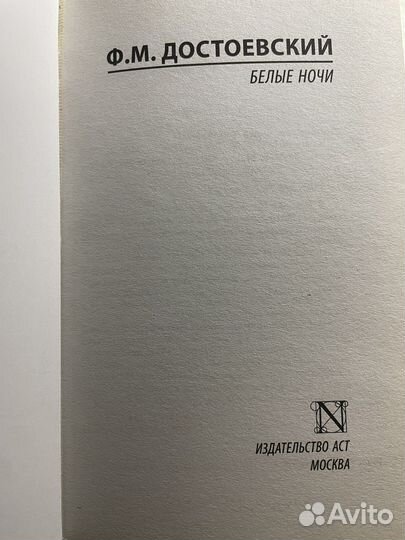 Ф.М. ДОСТОЕВСКИЙ
БЕЛЫЕ НОЧИ
N
ИЗДАТЕЛЬСТВО АСТ
МОСКВА
Avito